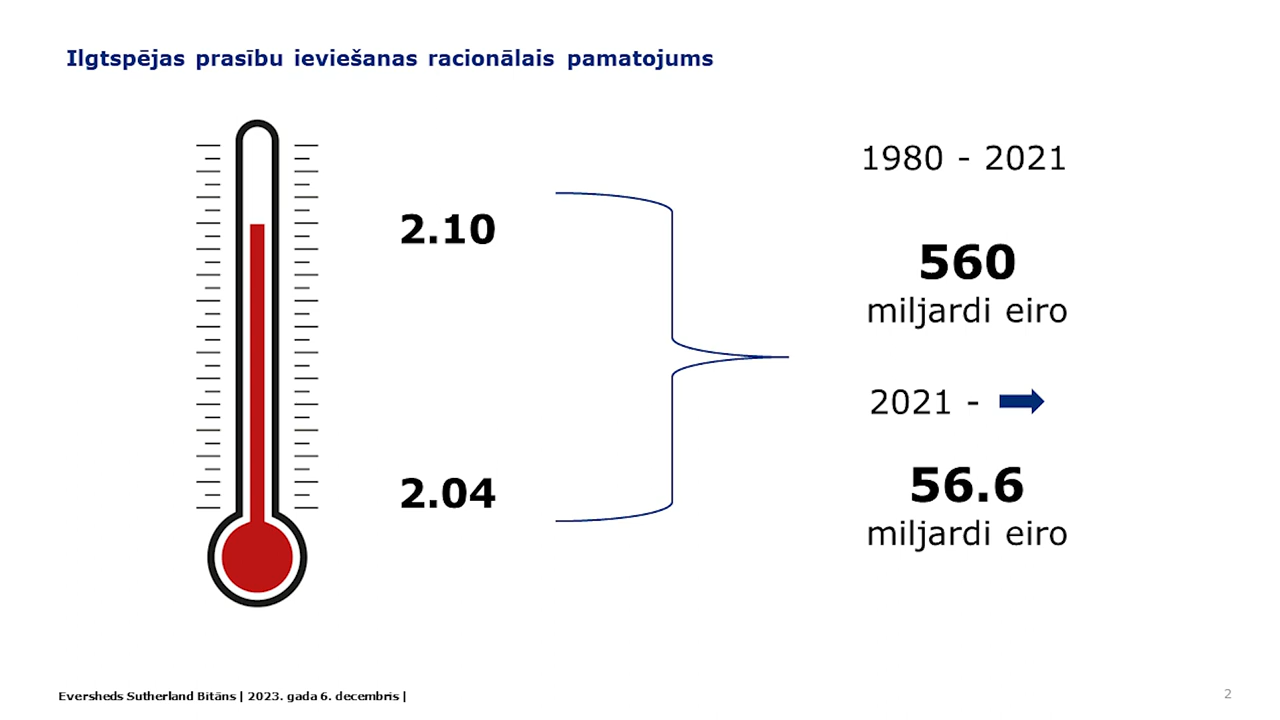 Ilgtspējas prasību ieviešanas racionālais pamatojums
2.10
2.04
1980 - 2021
560
miljardi eiro
2021 -
56.6
miljardi eiro
Eversheds Sutherland Bitāns | 2023. gada 6. decembris |
2